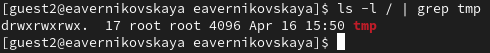 [guest2@eavernikovskaya eavernikovskaya]$ ls -l / | grep tmp
drwxrwxrwx.  17 root root 4096 Apr 16 15:50 tmp
[guest2@eavernikovskaya eavernikovskaya]$